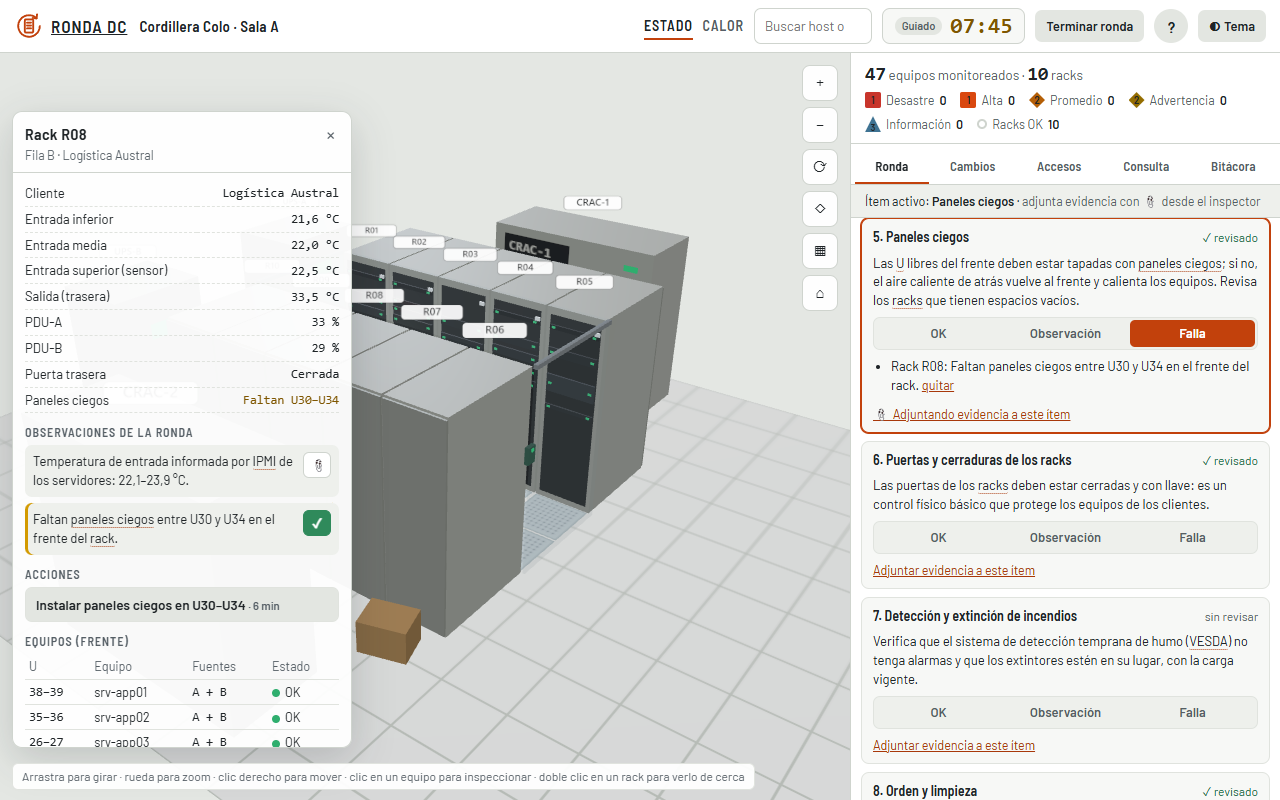 RONDA DC
Cordillera Colo · Sala A
ESTADO
CALOR
Buscar host o
Guiado
07:45
Terminar ronda
?
Tema
Rack R08
×
Fila B · Logística Austral
Cliente Logística Austral
Entrada inferior 21,6 °C
Entrada media 22,0 °C
Entrada superior (sensor) 22,5 °C
Salida (trasera) 33,5 °C
PDU-A 33 %
PDU-B 29 %
Puerta trasera Cerrada
Paneles ciegos Faltan U30–U34
OBSERVACIONES DE LA RONDA
Temperatura de entrada informada por IPMI de
los servidores: 22,1–23,9 °C.
Faltan paneles ciegos entre U30 y U34 en el
frente del rack.
ACCIONES
Instalar paneles ciegos en U30–U34 · 6 min
EQUIPOS (FRENTE)
U Equipo Fuentes Estado
38–39 srv-app01 A + B OK
35–36 srv-app02 A + B OK
26–27 srv-app03 A + B OK
CRAC-1
CRAC-1
R01
R02
R03
R04
R05
R08
R07
R06
CRAC-2
+
−
Arrastra para girar · rueda para zoom · clic derecho para mover · clic en un equipo para inspeccionar · doble clic en un rack para verlo de cerca
47 equipos monitoreados · 10 racks
1 Desastre 0
1 Alta 0
2 Promedio 0
2 Advertencia 0
3 Información 0
Racks OK 10
Ronda
Cambios
Accesos
Consulta
Bitácora
Ítem activo: Paneles ciegos · adjunta evidencia con desde el inspector
5. Paneles ciegos
✓ revisado
Las U libres del frente deben estar tapadas con paneles ciegos; si no,
el aire caliente de atrás vuelve al frente y calienta los equipos. Revisa
los racks que tienen espacios vacíos.
OK
Observación
Falla
• Rack R08: Faltan paneles ciegos entre U30 y U34 en el frente del
rack. quitar
Adjuntando evidencia a este ítem
6. Puertas y cerraduras de los racks
✓ revisado
Las puertas de los racks deben estar cerradas y con llave: es un
control físico básico que protege los equipos de los clientes.
OK
Observación
Falla
Adjuntar evidencia a este ítem
7. Detección y extinción de incendios
sin revisar
Verifica que el sistema de detección temprana de humo (VESDA) no
tenga alarmas y que los extintores estén en su lugar, con la carga
vigente.
OK
Observación
Falla
Adjuntar evidencia a este ítem
8. Orden y limpieza
✓ revisado